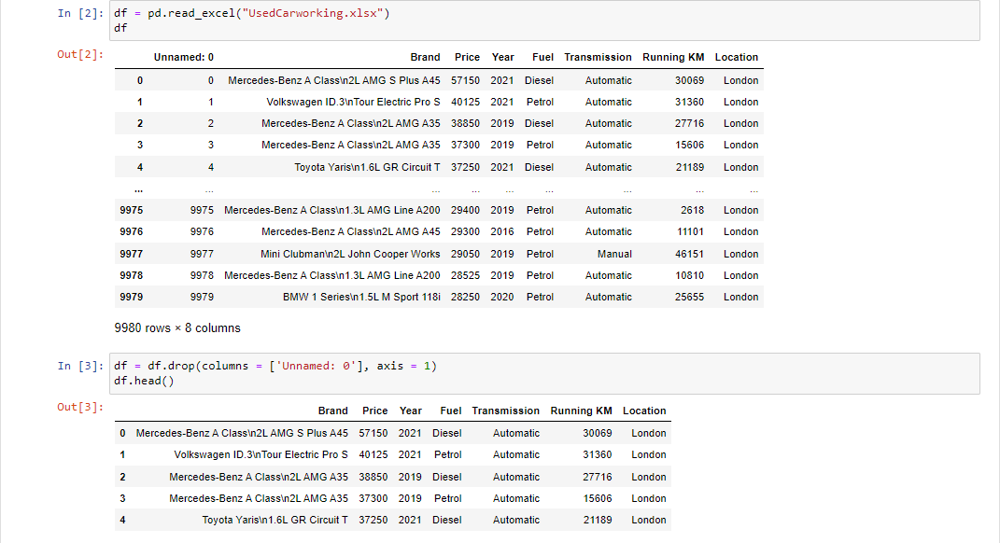 In [2]: df = pd.read_excel("UsedCarworking.xlsx")
df
Out[2]:
Unnamed: 0 Brand Price Year Fuel Transmission Running KM Location
0 0 Mercedes-Benz A Class\n2L AMG S Plus A45 57150 2021 Diesel Automatic 30069 London
1 1 Volkswagen ID.3\nTour Electric Pro S 40125 2021 Petrol Automatic 31360 London
2 2 Mercedes-Benz A Class\n2L AMG A35 38850 2019 Diesel Automatic 27716 London
3 3 Mercedes-Benz A Class\n2L AMG A35 37300 2019 Petrol Automatic 15606 London
4 4 Toyota Yaris\n1.6L GR Circuit T 37250 2021 Diesel Automatic 21189 London
... ... ... ... ... ... ... ... ...
9975 9975 Mercedes-Benz A Class\n1.3L AMG Line A200 29400 2019 Petrol Automatic 2618 London
9976 9976 Mercedes-Benz A Class\n2L AMG A45 29300 2016 Petrol Automatic 11101 London
9977 9977 Mini Clubman\n2L John Cooper Works 29050 2019 Petrol Manual 46151 London
9978 9978 Mercedes-Benz A Class\n1.3L AMG Line A200 28525 2019 Petrol Automatic 10810 London
9979 9979 BMW 1 Series\n1.5L M Sport 118i 28250 2020 Petrol Automatic 25655 London
9980 rows × 8 columns
In [3]: df = df.drop(columns = ['Unnamed: 0'], axis = 1)
df.head()
Out[3]:
Brand Price Year Fuel Transmission Running KM Location
0 Mercedes-Benz A Class\n2L AMG S Plus A45 57150 2021 Diesel Automatic 30069 London
1 Volkswagen ID.3\nTour Electric Pro S 40125 2021 Petrol Automatic 31360 London
2 Mercedes-Benz A Class\n2L AMG A35 38850 2019 Diesel Automatic 27716 London
3 Mercedes-Benz A Class\n2L AMG A35 37300 2019 Petrol Automatic 15606 London
4 Toyota Yaris\n1.6L GR Circuit T 37250 2021 Diesel Automatic 21189 London